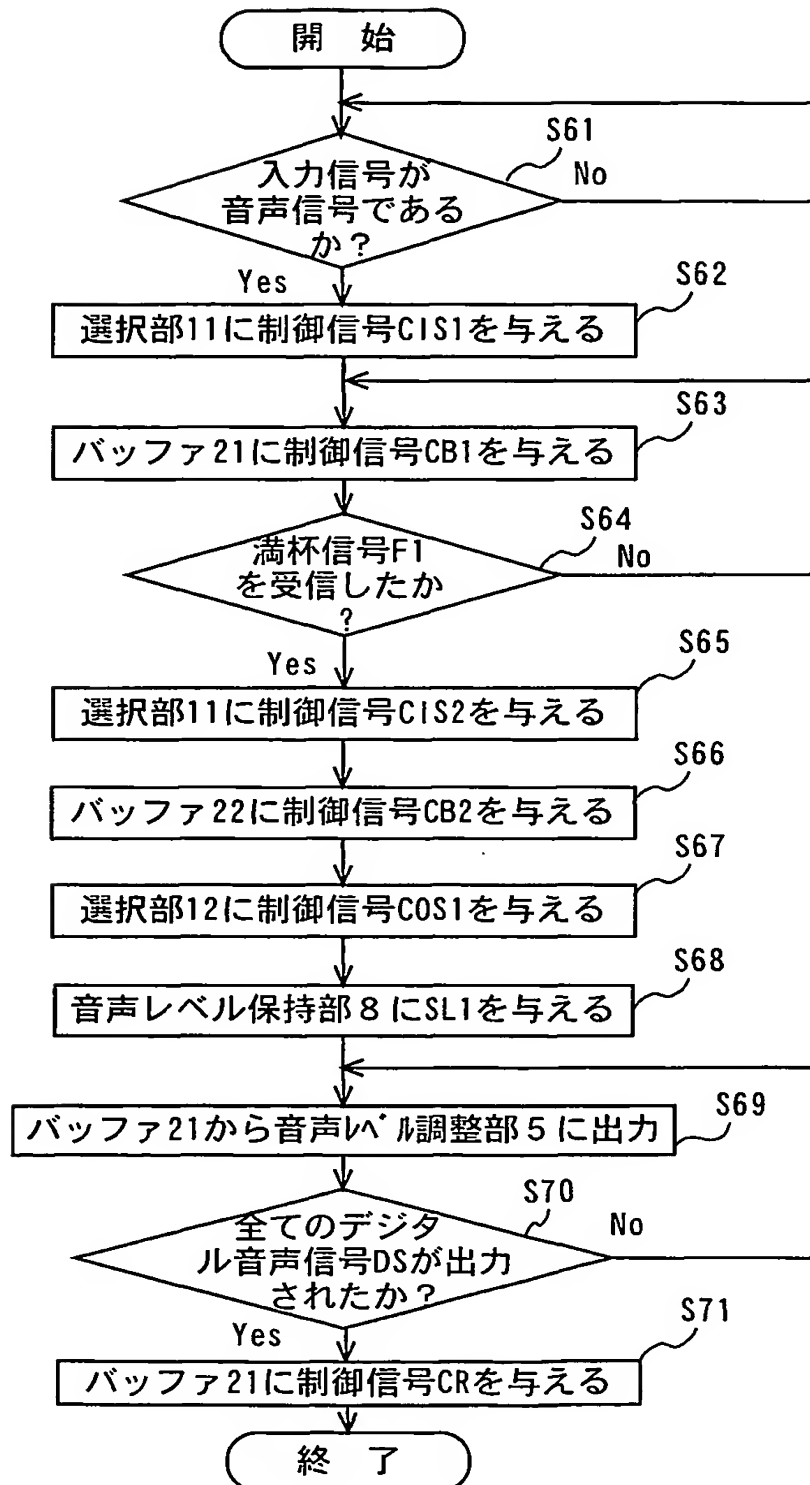 開　始
S61
入力信号が
No
音声信号である
か？
Yes
S62
選択部11に制御信号CIS1を与える
S63
バッファ21に制御信号CB1を与える
S64
満杯信号F1
No
を受信したか
?
Yes
S65
選択部11に制御信号CIS2を与える
S66
バッファ22に制御信号CB2を与える
S67
選択部12に制御信号COS1を与える
S68
音声レベル保持部８にSL1を与える
S69
バッファ21から音声ﾚﾍﾞﾙ調整部５に出力
S70
全てのデジタ
No
ル音声信号DSが出力
されたか？
Yes
S71
バッファ21に制御信号CRを与える
終　了